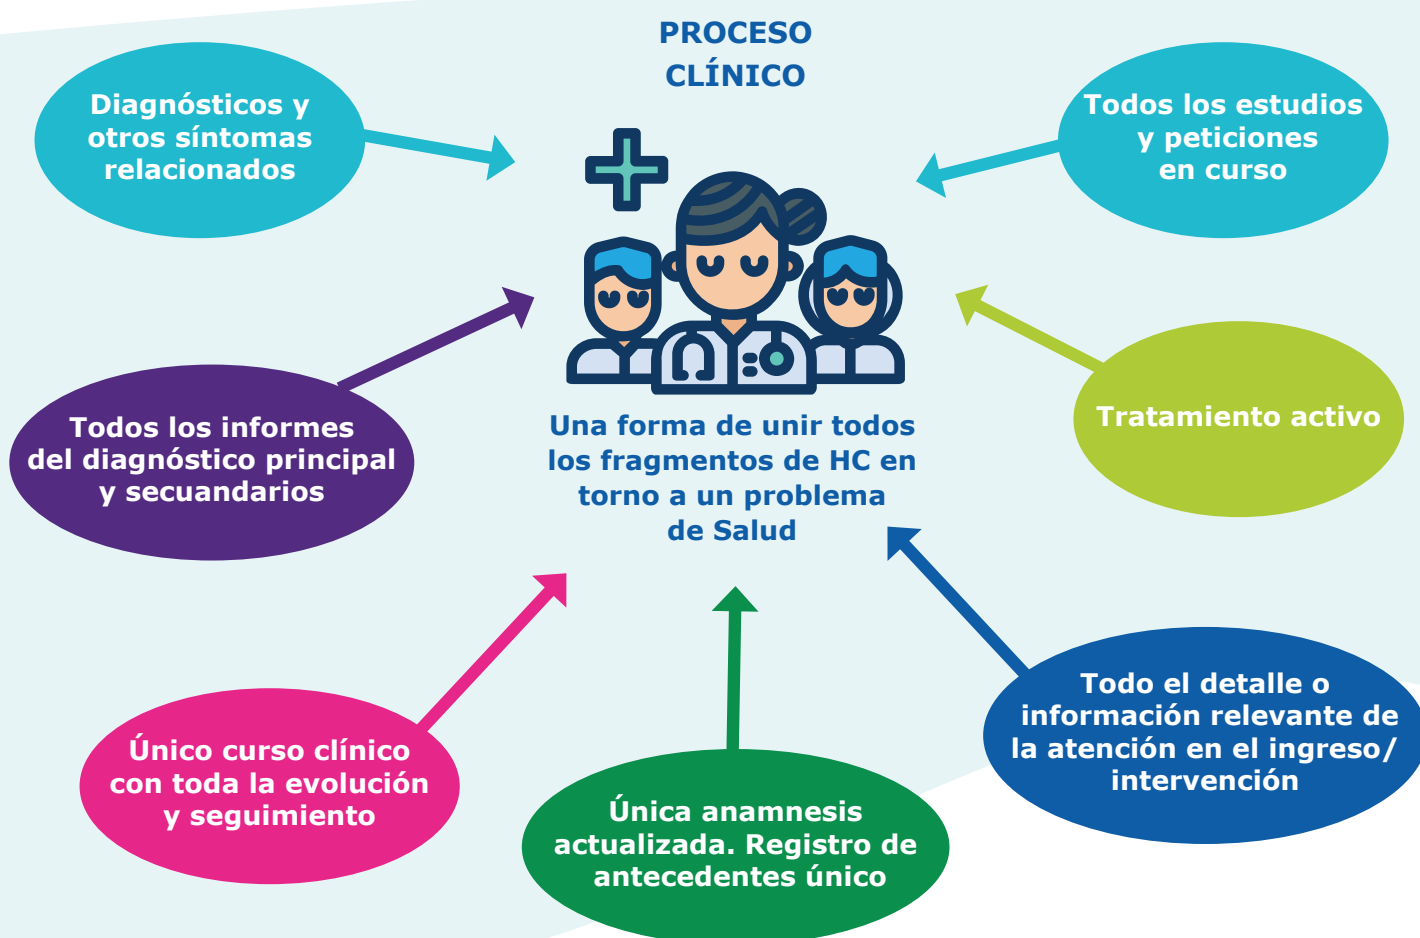 PROCESO
CLÍNICO
Diagnósticos y
otros síntomas
relacionados
Todos los estudios
y peticiones
en curso
Todos los informes
del diagnóstico principal
y secuandarios
Una forma de unir todos
los fragmentos de HC en
torno a un problema
de Salud
Tratamiento activo
Único curso clínico
con toda la evolución
y seguimiento
Única anamnesis
actualizada. Registro de
antecedentes único
Todo el detalle o
información relevante de
la atención en el ingreso/
intervención